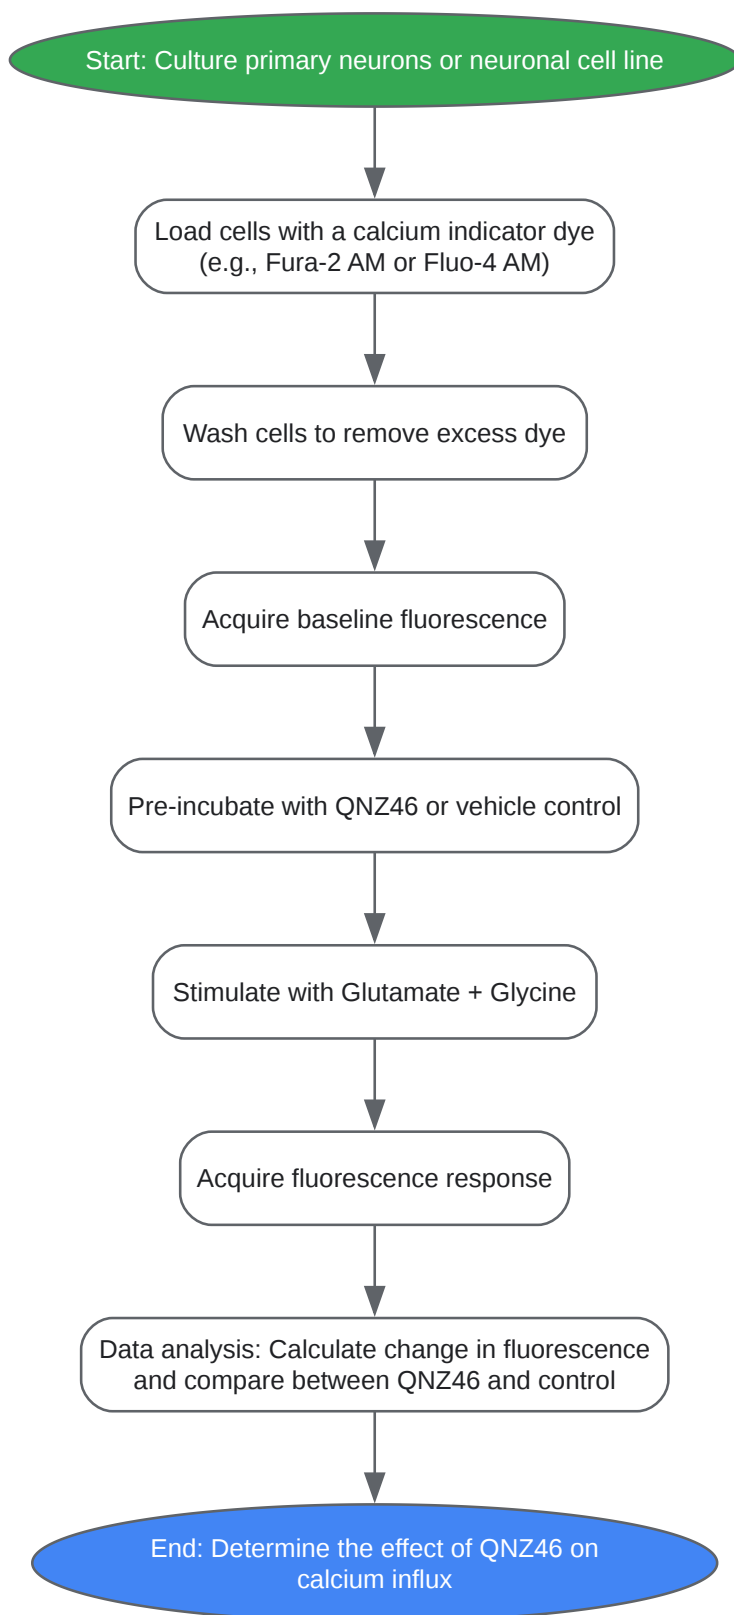 Start: Culture primary neurons or neuronal cell line
Load cells with a calcium indicator dye
(e.g., Fura-2 AM or Fluo-4 AM)
Wash cells to remove excess dye
Acquire baseline fluorescence
Pre-incubate with QNZ46 or vehicle control
Stimulate with Glutamate + Glycine
Acquire fluorescence response
Data analysis: Calculate change in fluorescence
and compare between QNZ46 and control
End: Determine the effect of QNZ46 on
calcium influx